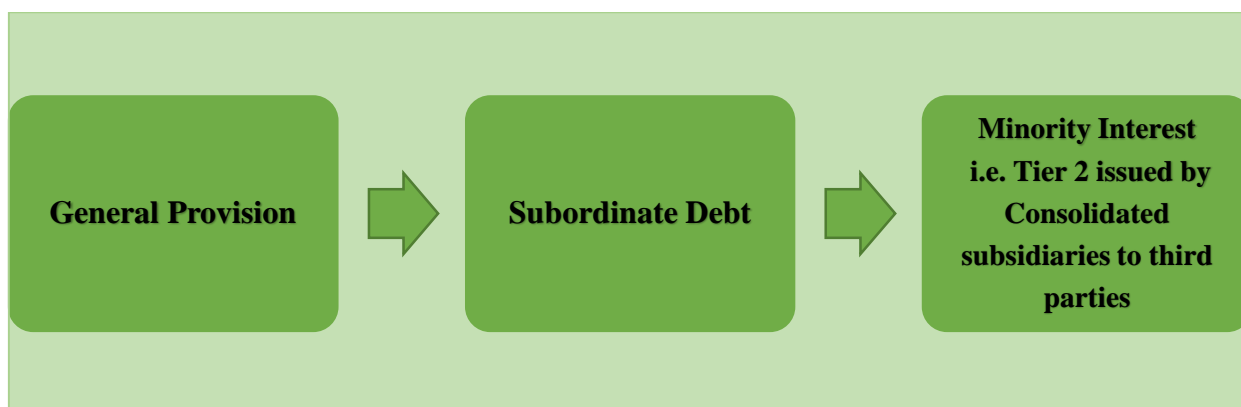 General Provision
Subordinate Debt
Minority Interest
i.e. Tier 2 issued by
Consolidated
subsidiaries to third
parties